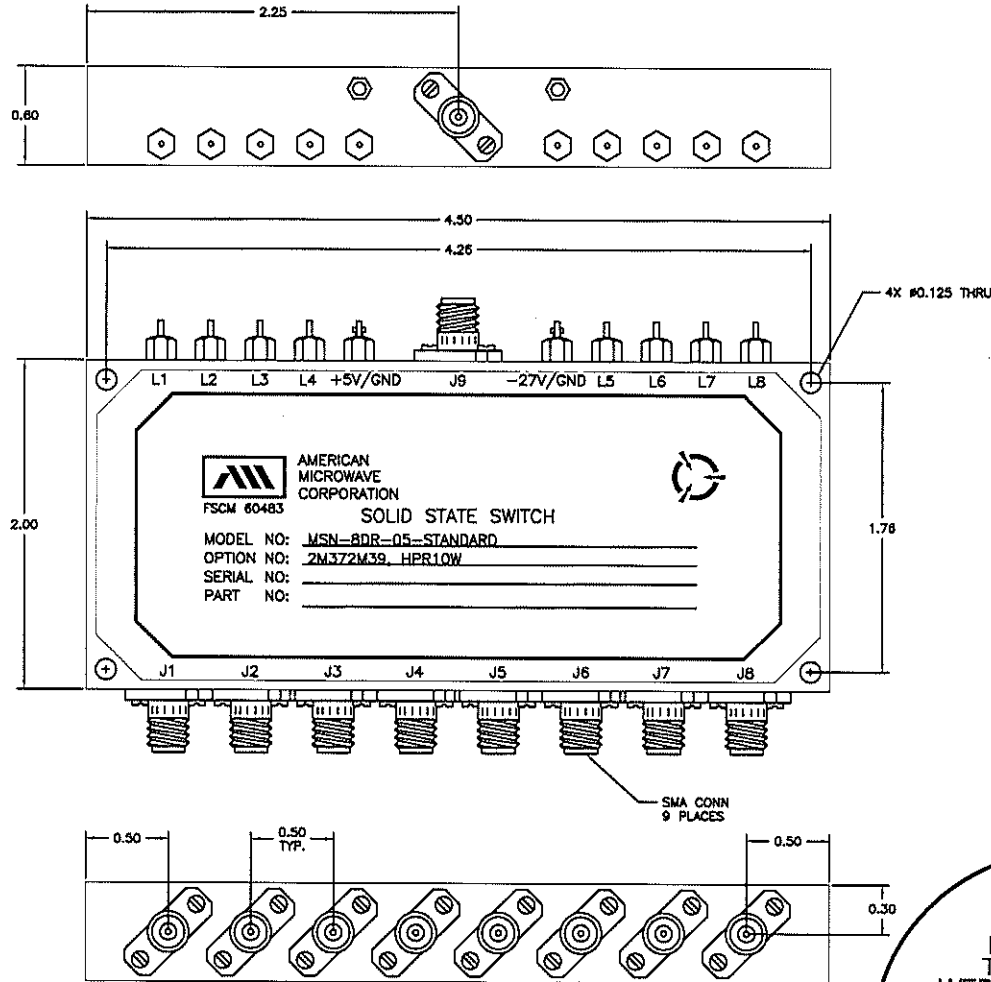 2.25
0.60
4.50
4.26
4X ø0.125 THRU
L1 L2 L3 L4 +5V/GND J9 -27V/GND L5 L6 L7 L8
AMERICAN
MICROWAVE
CORPORATION
FSCM 60483
SOLID STATE SWITCH
MODEL NO: MSN-8DR-05-STANDARD
OPTION NO: 2M372M39, HPR10W
SERIAL NO:
PART NO:
2.00
1.76
J1 J2 J3 J4 J5 J6 J7 J8
SMA CONN
9 PLACES
0.50
0.50
TYP.
0.50
0.30